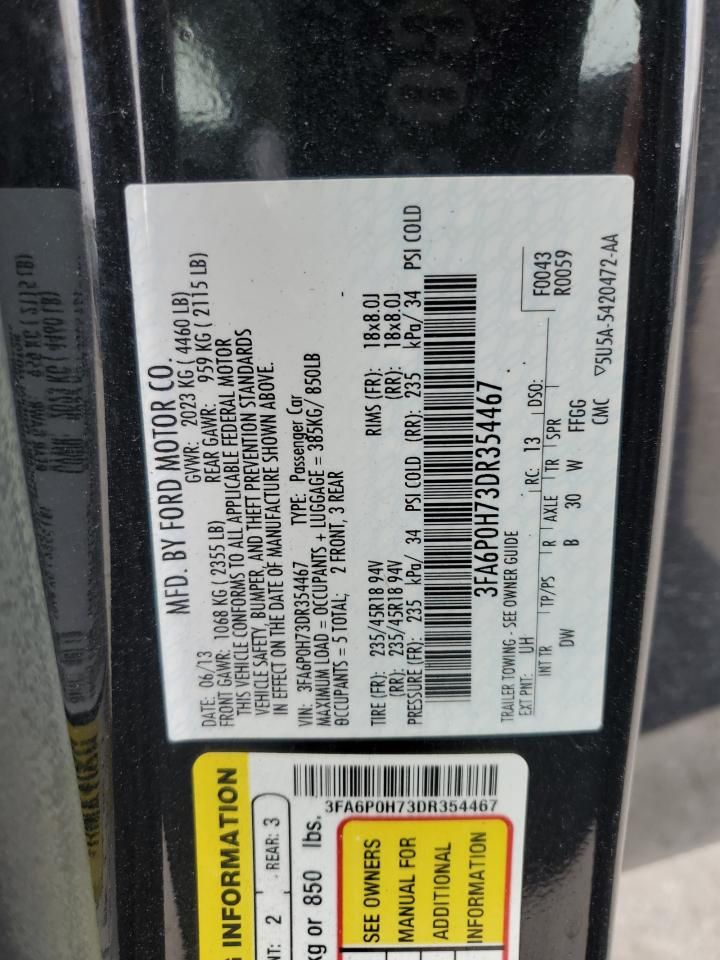 MFD. BY FORD MOTOR CO.
DATE: 06/13 GVWR: 2023 KG ( 4460 LB)
FRONT GAWR: 1068 KG ( 2355 LB) REAR GAWR: 959 KG ( 2115 LB)
THIS VEHICLE CONFORMS TO ALL APPLICABLE FEDERAL MOTOR
VEHICLE SAFETY, BUMPER, AND THEFT PREVENTION STANDARDS
IN EFFECT ON THE DATE OF MANUFACTURE SHOWN ABOVE.
VIN: 3FA6P0H73DR354467 TYPE: Passenger Car
MAXIMUM LOAD = OCCUPANTS + LUGGAGE = 385KG/ 850LB
OCCUPANTS = 5 TOTAL; 2 FRONT, 3 REAR
TIRE (FR): 235/45R18 94V RIMS (FR): 18x8.0J
(RR): 235/45R18 94V (RR): 18x8.0J
PRESSURE (FR): 235 kPa/ 34 PSI COLD (RR): 235 kPa/ 34 PSI COLD
3FA6P0H73DR354467
TRAILER TOWING - SEE OWNER GUIDE F0043
EXT PNT: UH RC: 13 DSO: R0059
INT TR TP/PS R AXLE TR SPR
DW B 30 W FFGG
CMC ▽5U5A-5420472-AA
G INFORMATION
NT: 2 REAR: 3
kg or 850 lbs.
3FA6P0H73DR354467
SEE OWNERS
MANUAL FOR
ADDITIONAL
INFORMATION